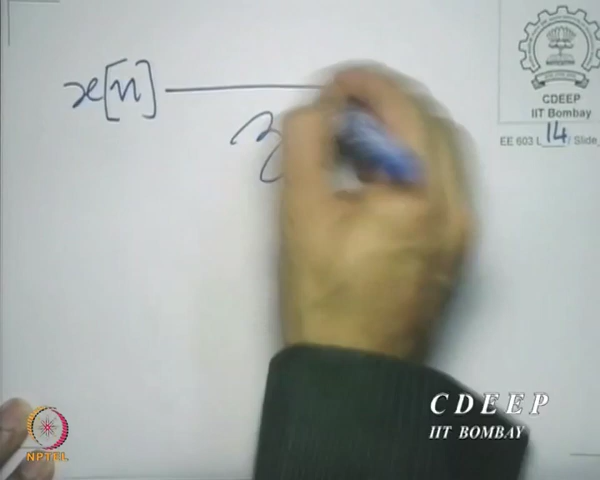 x[n]
z
CDEEP
IIT Bombay
EE 603 L 14 / Slide
CDEEP
IIT BOMBAY
NPTEL